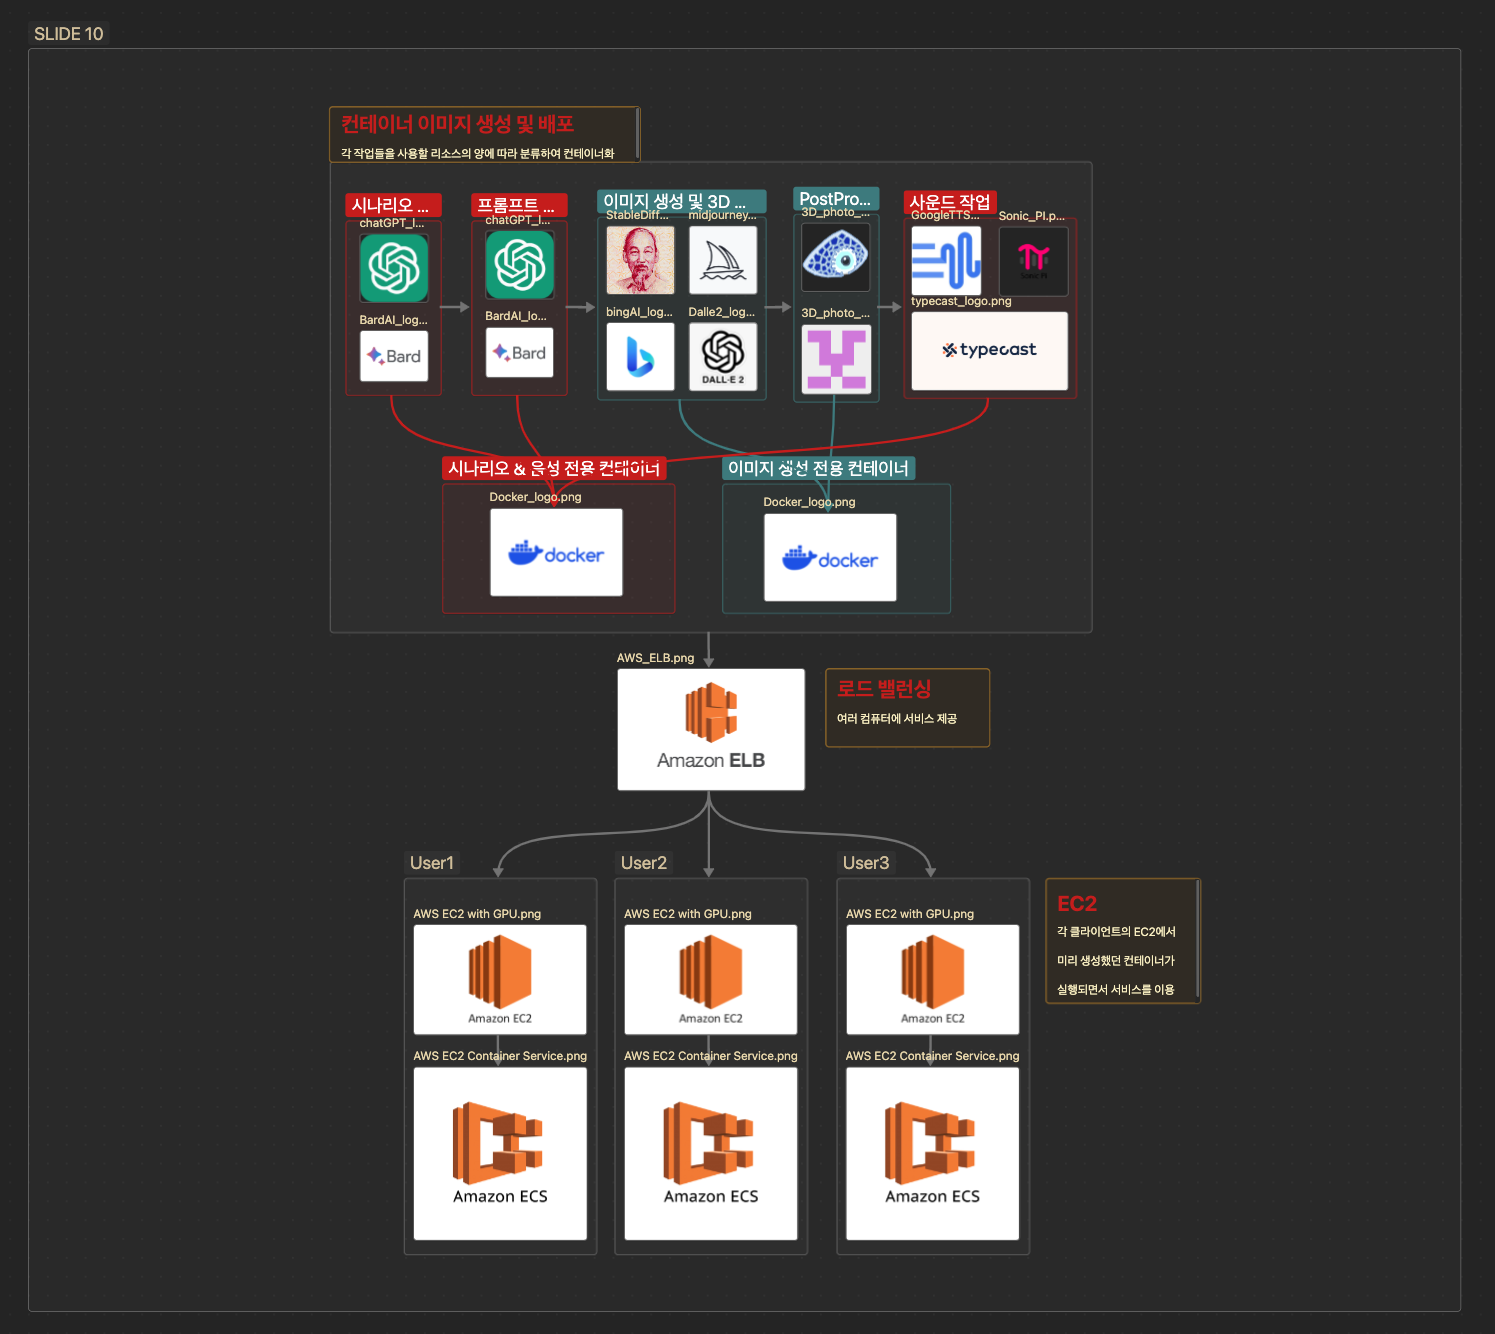 SLIDE 10
컨테이너 이미지 생성 및 배포
각 작업들을 사용할 리소스의 양에 따라 분류하여 컨테이너화
시나리오 ...
chatGPT_l...
BardAI_log...
Bard
프롬프트 ...
chatGPT_l...
BardAI_lo...
Bard
이미지 생성 및 3D ...
StableDiff...
midjourney...
bingAI_log...
Dalle2_log...
DALL·E 2
PostPro...
3D_photo_...
3D_photo_...
사운드 작업
GoogleTTS...
Sonic_PI.p...
typecast_logo.png
typecast
시나리오 & 음성 전용 컨테이너
Docker_logo.png
docker
이미지 생성 전용 컨테이너
Docker_logo.png
docker
AWS_ELB.png
Amazon ELB
로드 밸런싱
여러 컴퓨터에 서비스 제공
User1
AWS EC2 with GPU.png
Amazon EC2
AWS EC2 Container Service.png
Amazon ECS
User2
AWS EC2 with GPU.png
Amazon EC2
AWS EC2 Container Service.png
Amazon ECS
User3
AWS EC2 with GPU.png
Amazon EC2
AWS EC2 Container Service.png
Amazon ECS
EC2
각 클라이언트의 EC2에서
미리 생성했던 컨테이너가
실행되면서 서비스를 이용